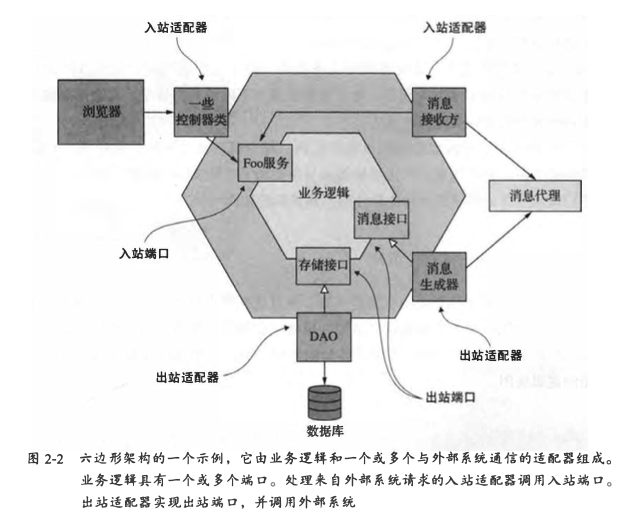 入站适配器
入站适配器
浏览器
一些
控制器类
消息
接收方
Foo服务
业务逻辑
消息代理
消息接口
入站端口
存储接口
消息
生成器
DAO
出站适配器
出站适配器
出站端口
数据库
图 2-2 六边形架构的一个示例，它由业务逻辑和一个或多个与外部系统通信的适配器组成。
业务逻辑具有一个或多个端口。处理来自外部系统请求的入站适配器调用入站端口。
出站适配器实现出站端口，并调用外部系统